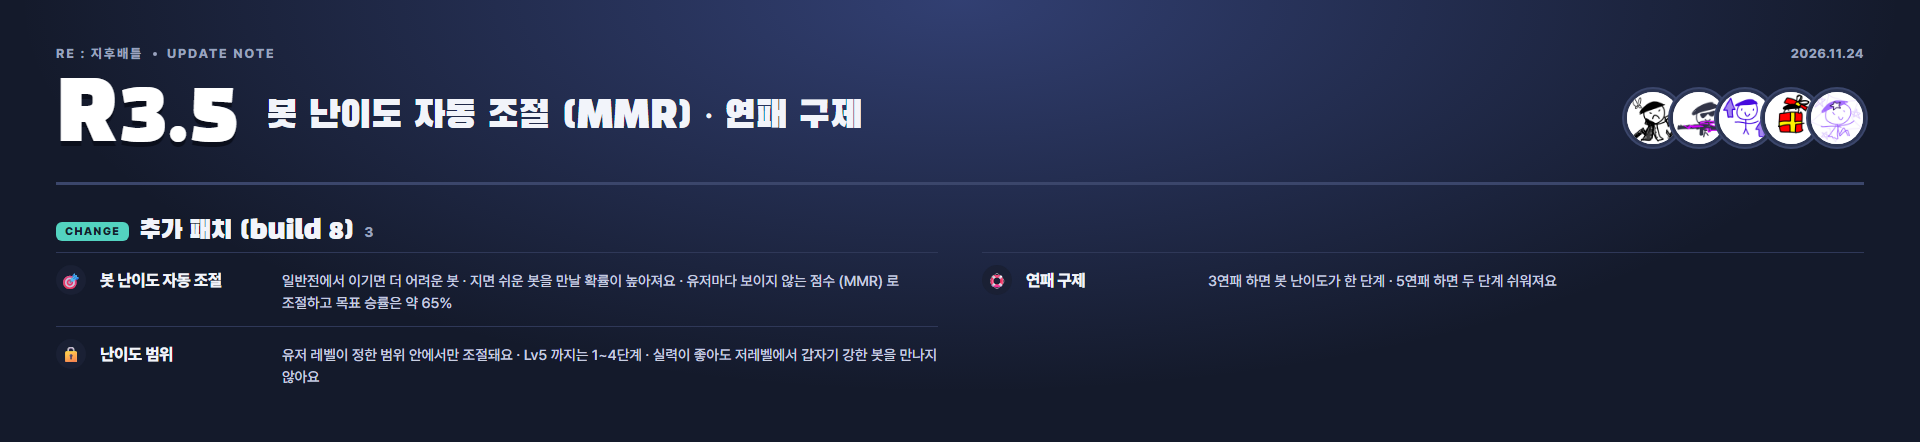 RE : 지후배틀 • UPDATE NOTE
2026.11.24
R3.5 봇 난이도 자동 조절 (MMR) · 연패 구제
CHANGE 추가 패치 (build 8) 3
봇 난이도 자동 조절
일반전에서 이기면 더 어려운 봇 · 지면 쉬운 봇을 만날 확률이 높아져요 · 유저마다 보이지 않는 점수 (MMR) 로
조절하고 목표 승률은 약 65%
연패 구제
3연패 하면 봇 난이도가 한 단계 · 5연패 하면 두 단계 쉬워져요
난이도 범위
유저 레벨이 정한 범위 안에서만 조절돼요 · Lv5 까지는 1~4단계 · 실력이 좋아도 저레벨에서 갑자기 강한 봇을 만나지
않아요